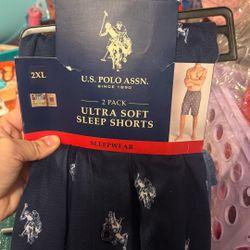 2XL
U.S. POLO ASSN.
SINCE 1890
2 PACK
ULTRA SOFT
SLEEP SHORTS
SLEEPWEAR